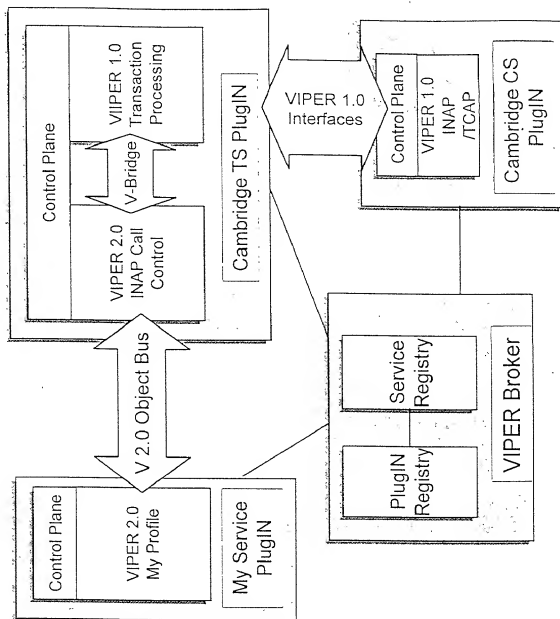 Control Plane
VIPER 2.0
My Profile
My Service
PlugIN
V 2.0 Object Bus
Control Plane
VIPER 2.0
INAP Call
Control
V-Bridge
VIIPER 1.0
Transaction
Processing
Cambridge TS PlugIN
VIPER 1.0
Interfaces
Control Plane
VIPER 1.0
INAP
/TCAP
Cambridge CS
PlugIN
PlugIN
Registry
Service
Registry
VIPER Broker